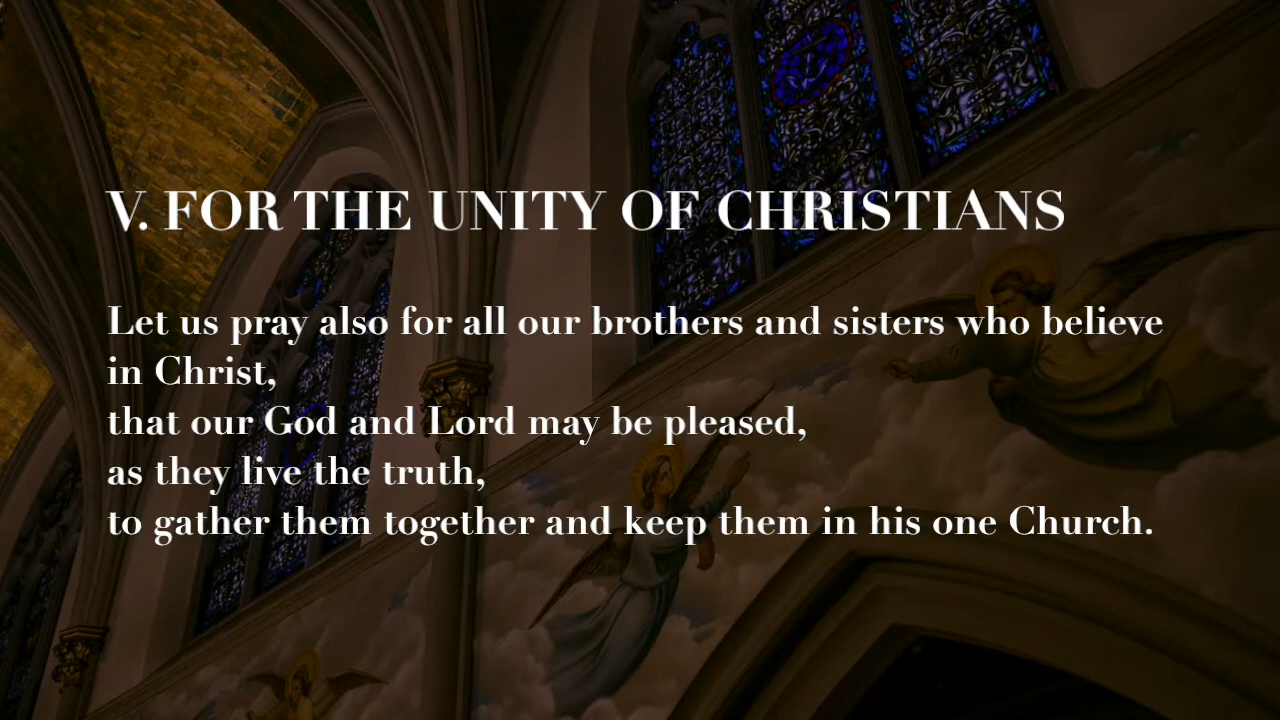 V. FOR THE UNITY OF CHRISTIANS
Let us pray also for all our brothers and sisters who believe
in Christ,
that our God and Lord may be pleased,
as they live the truth,
to gather them together and keep them in his one Church.